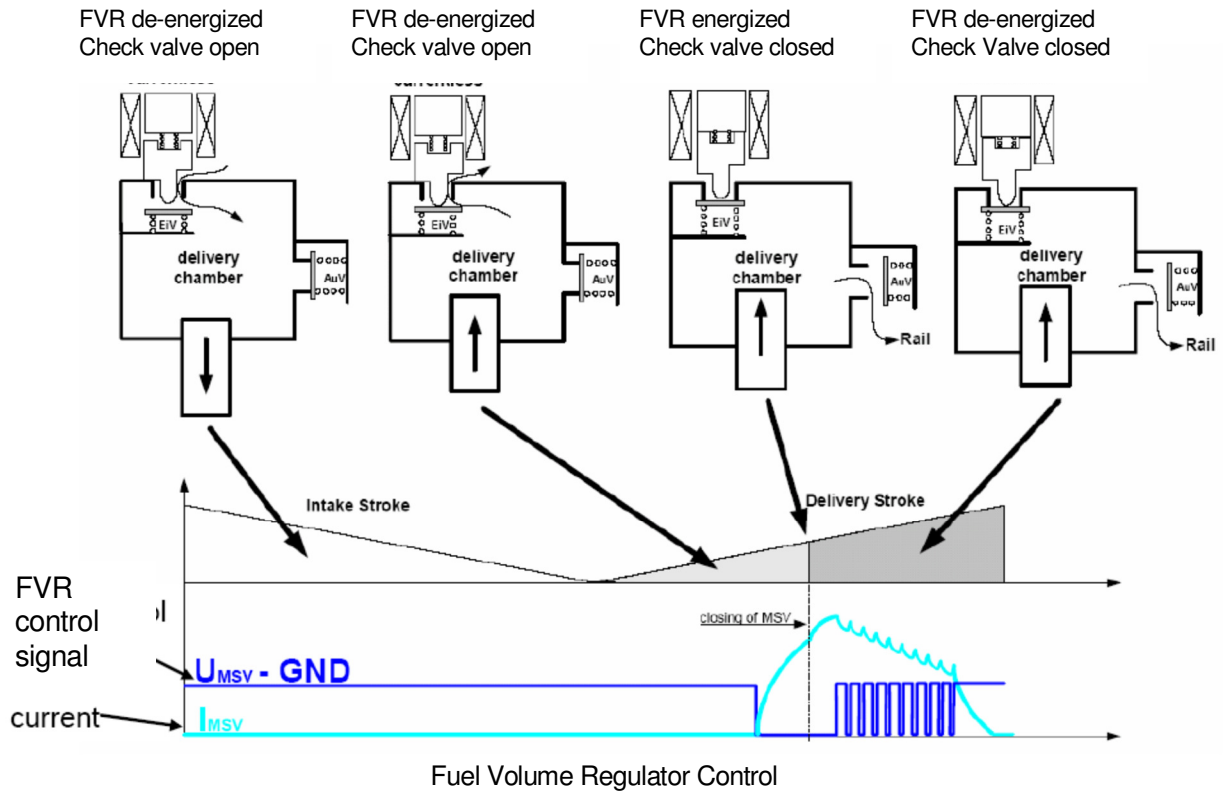 FVR de-energized
Check valve open
FVR de-energized
Check valve open
FVR energized
Check valve closed
FVR de-energized
Check Valve closed
EiV
delivery
chamber
AuV
EiV
delivery
chamber
AuV
EiV
delivery
chamber
AuV
Rail
EiV
delivery
chamber
AuV
Rail
Intake Stroke
Delivery Stroke
FVR
control
signal
closing of MSV
UMSV - GND
current
IMSV
Fuel Volume Regulator Control